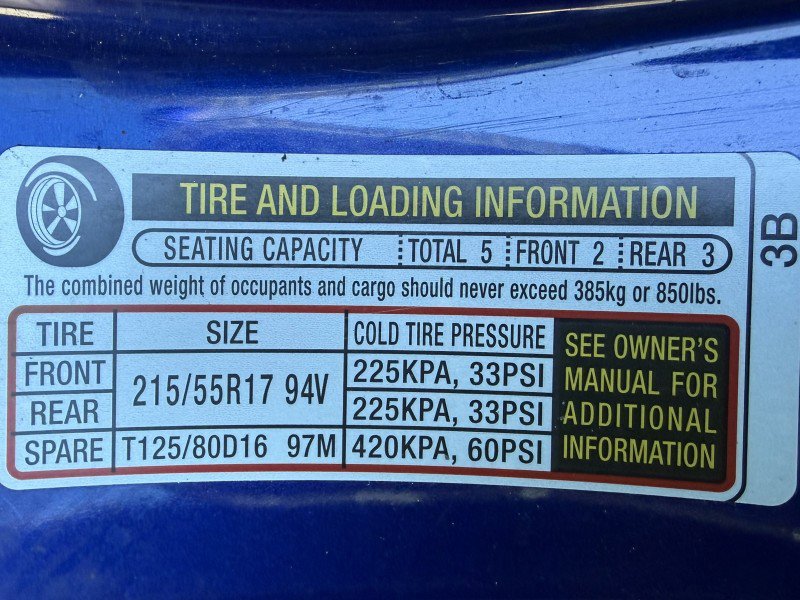 TIRE AND LOADING INFORMATION
SEATING CAPACITY TOTAL 5 FRONT 2 REAR 3
The combined weight of occupants and cargo should never exceed 385kg or 850lbs.
TIRE SIZE COLD TIRE PRESSURE
FRONT 215/55R17 94V 225KPA, 33PSI
REAR 225KPA, 33PSI
SPARE T125/80D16 97M 420KPA, 60PSI
SEE OWNER'S
MANUAL FOR
ADDITIONAL
INFORMATION
3B